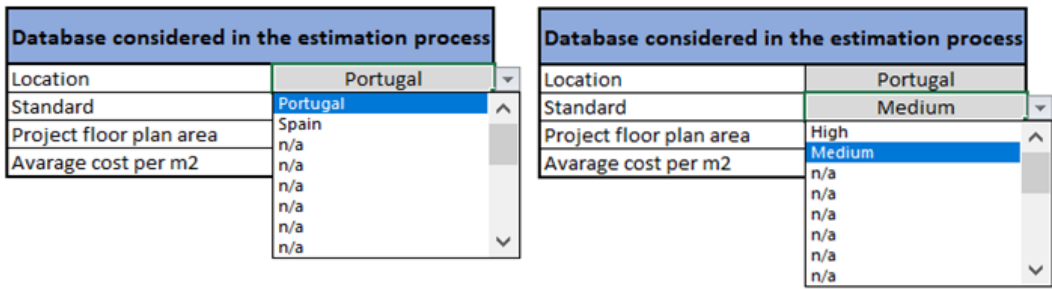 Database considered in the estimation process
Location Portugal
Standard
Project floor plan area
Avarage cost per m2
Portugal
Spain
n/a
n/a
n/a
n/a
n/a
n/a
Database considered in the estimation process
Location Portugal
Standard Medium
Project floor plan area
Avarage cost per m2
High
Medium
n/a
n/a
n/a
n/a
n/a
n/a